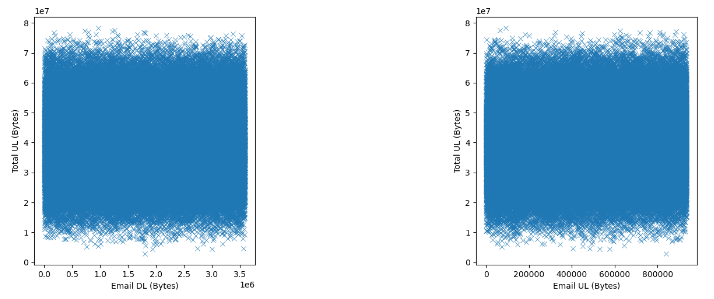 1e7
8
7
6
5
4
3
2
1
0
Total UL (Bytes)
0.0 0.5 1.0 1.5 2.0 2.5 3.0 3.5
1e6
Email DL (Bytes)
1e7
8
7
6
5
4
3
2
1
0
Total UL (Bytes)
0 200000 400000 600000 800000
Email UL (Bytes)